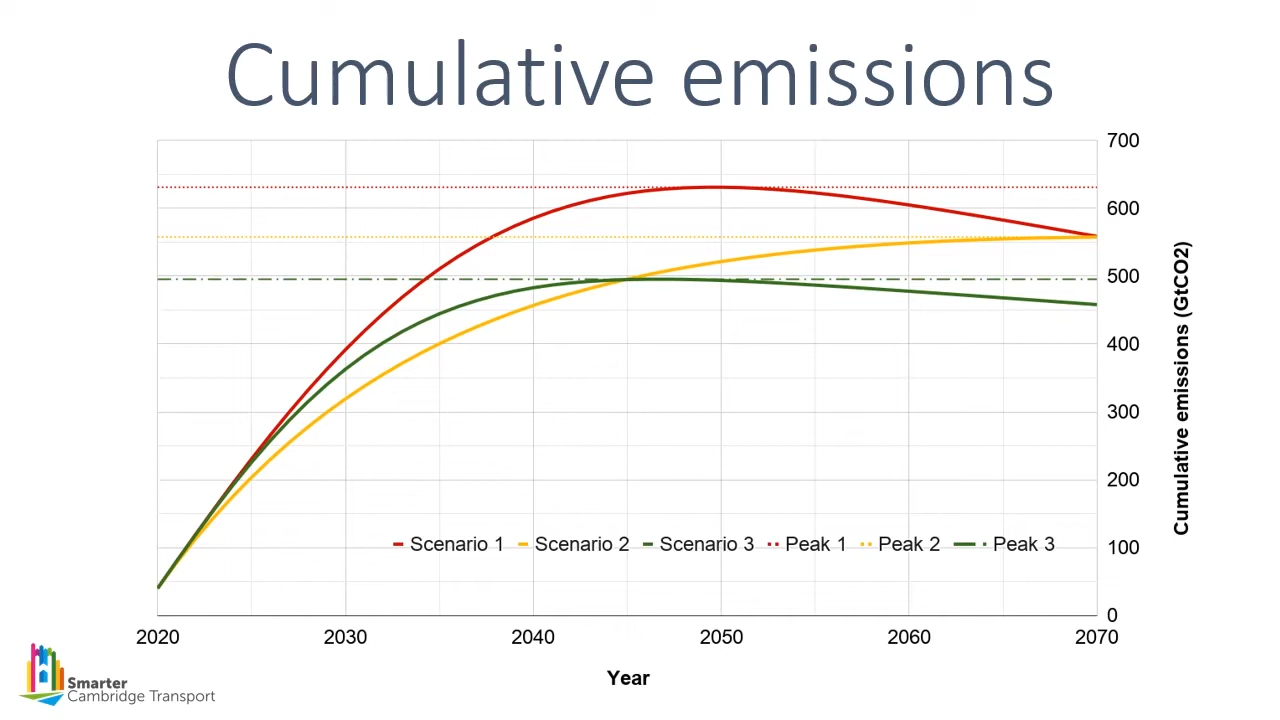 Cumulative emissions
700
600
500
400
300
200
100
0
Cumulative emissions (GtCO2)
Scenario 1 Scenario 2 Scenario 3 Peak 1 Peak 2 Peak 3
2020 2030 2040 2050 2060 2070
Year
Smarter
Cambridge Transport